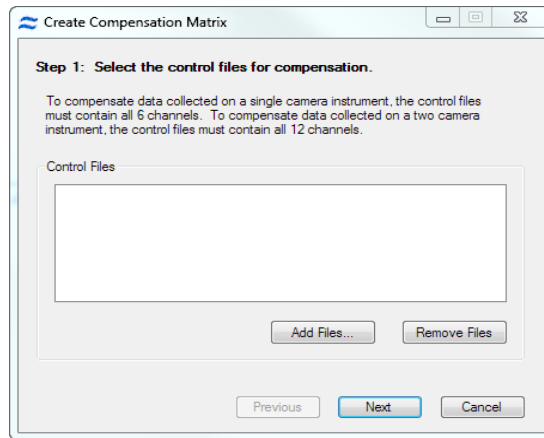 Create Compensation Matrix
Step 1: Select the control files for compensation.
To compensate data collected on a single camera instrument, the control files
must contain all 6 channels. To compensate data collected on a two camera
instrument, the control files must contain all 12 channels.
Control Files
Add Files...
Remove Files
Previous
Next
Cancel